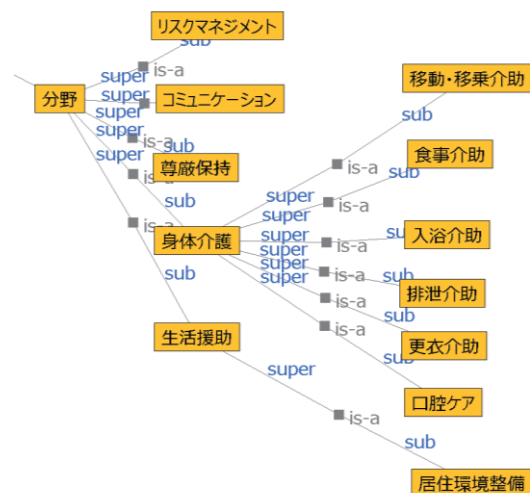 リスクマネジメント
sub
is-a
super
分野
super
コミュニケーション
super
super
is-a
sub
super
尊厳保持
is-a
is-a
sub
身体介護
移動・移乗介助
sub
is-a
super
食事介助
sub
is-a
super
入浴介助
sub
is-a
super
排泄介助
sub
is-a
super
更衣介助
sub
is-a
super
口腔ケア
sub
is-a
sub
生活援助
super
is-a
sub
居住環境整備